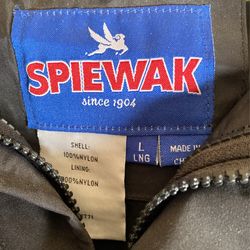 SPIEWAK
since 1904
SHELL:
100%NYLON
LINING:
100%NYLON
L
LNG
MADE IN